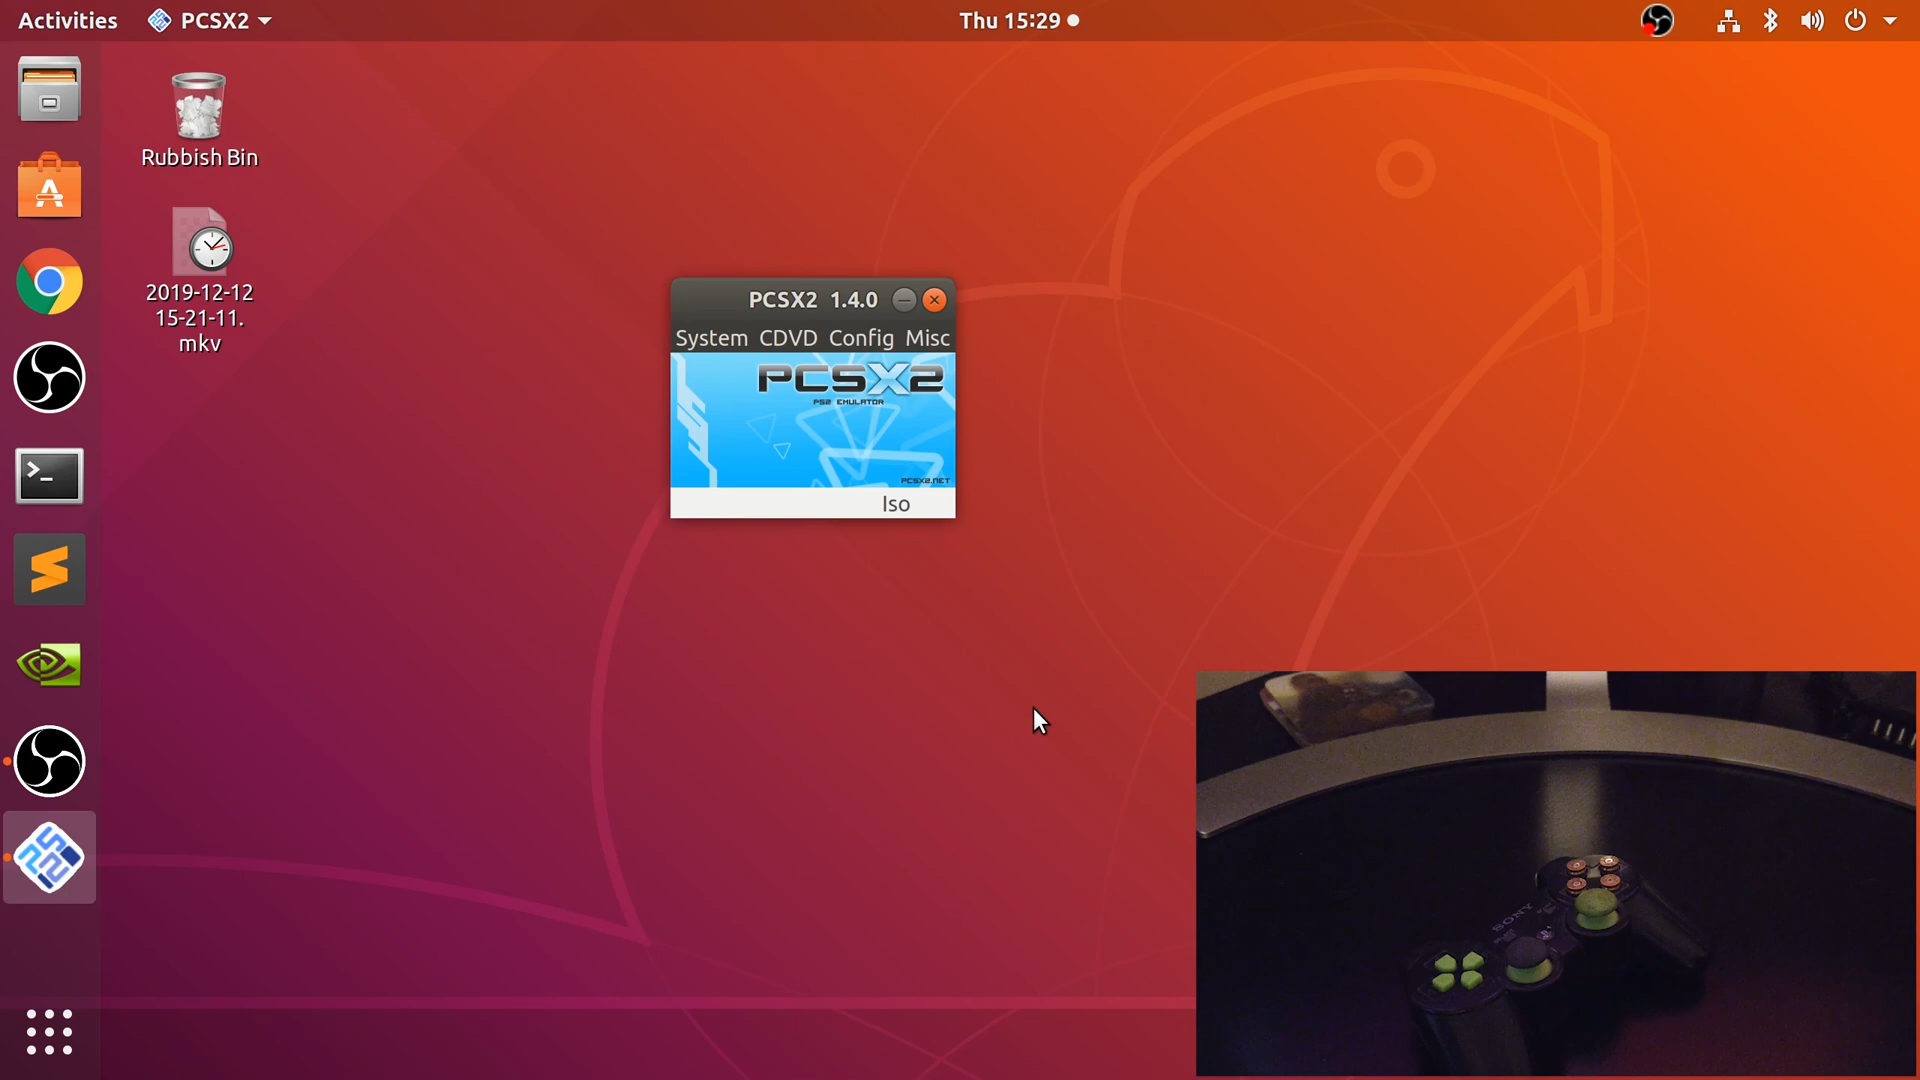 Activities
PCSX2
Thu 15:29
Rubbish Bin
2019-12-12
15-21-11.
mkv
PCSX2 1.4.0
System CDVD Config Misc
PCSX2
PS2 EMULATOR
PCSX2.NET
Iso
SONY